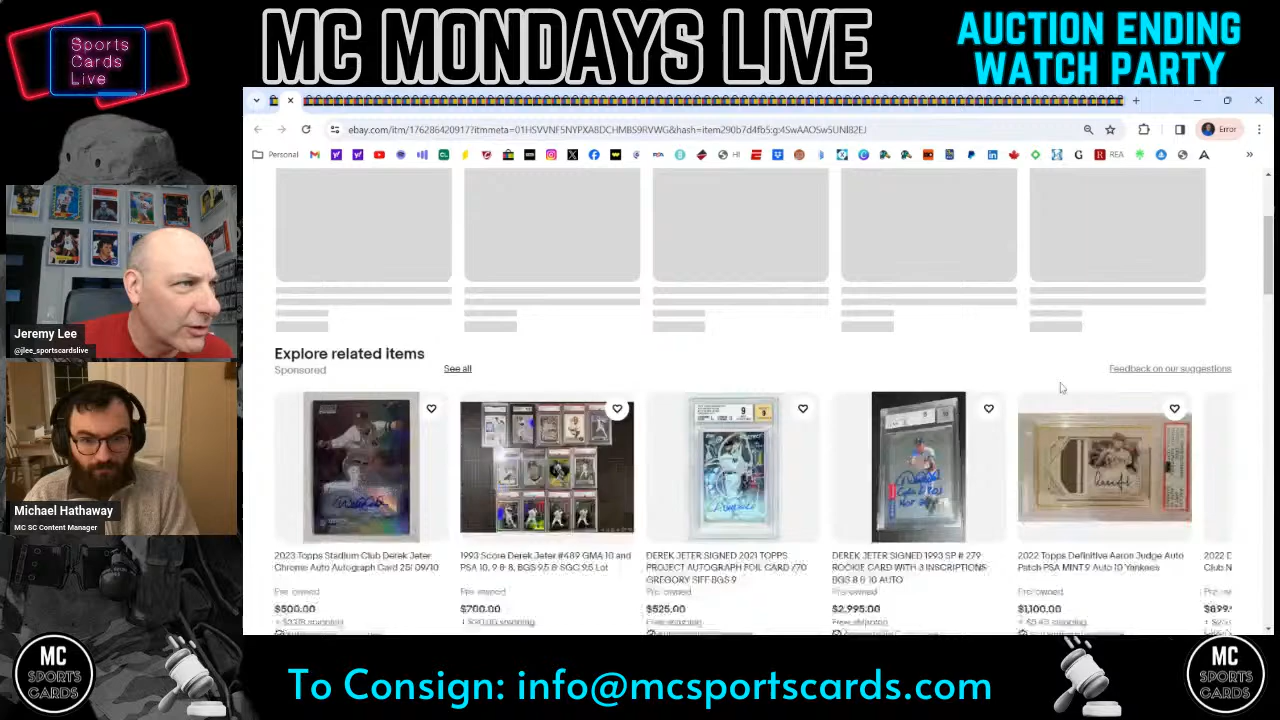 Sports
Cards
Live
MC MONDAYS LIVE
AUCTION ENDING
WATCH PARTY
Error
Personal
HI
REA
Explore related items
Sponsored
See all
Feedback on our suggestions
2023 Topps Stadium Club Derek Jeter
Chrome Auto Autograph Card 25/ 09/10
Pre-owned
$500.00
1993 Score Derek Jeter #489 GMA 10 and
PSA 10, 9 & 8, BGS 9.5 & SGC 9.5 Lot
Pre-owned
$700.00
DEREK JETER SIGNED 2021 TOPPS
PROJECT AUTOGRAPH FOIL CARD /70
GREGORY SIFF BGS 9
Pre-owned
$525.00
DEREK JETER SIGNED 1993 SP # 279
ROOKIE CARD WITH 3 INSCRIPTIONS
BGS 8 & 10 AUTO
Pre-owned
$2,995.00
2022 Topps Definitive Aaron Judge Auto
Patch PSA MINT 9 Auto 10 Yankees
Pre-owned
$1,100.00
2022
Club N
$899.
Jeremy Lee
@jlee_sportscardslive
Michael Hathaway
MC SC Content Manager
MC
SPORTS
CARDS
To Consign: info@mcsportscards.com
MC
SPORTS
CARDS